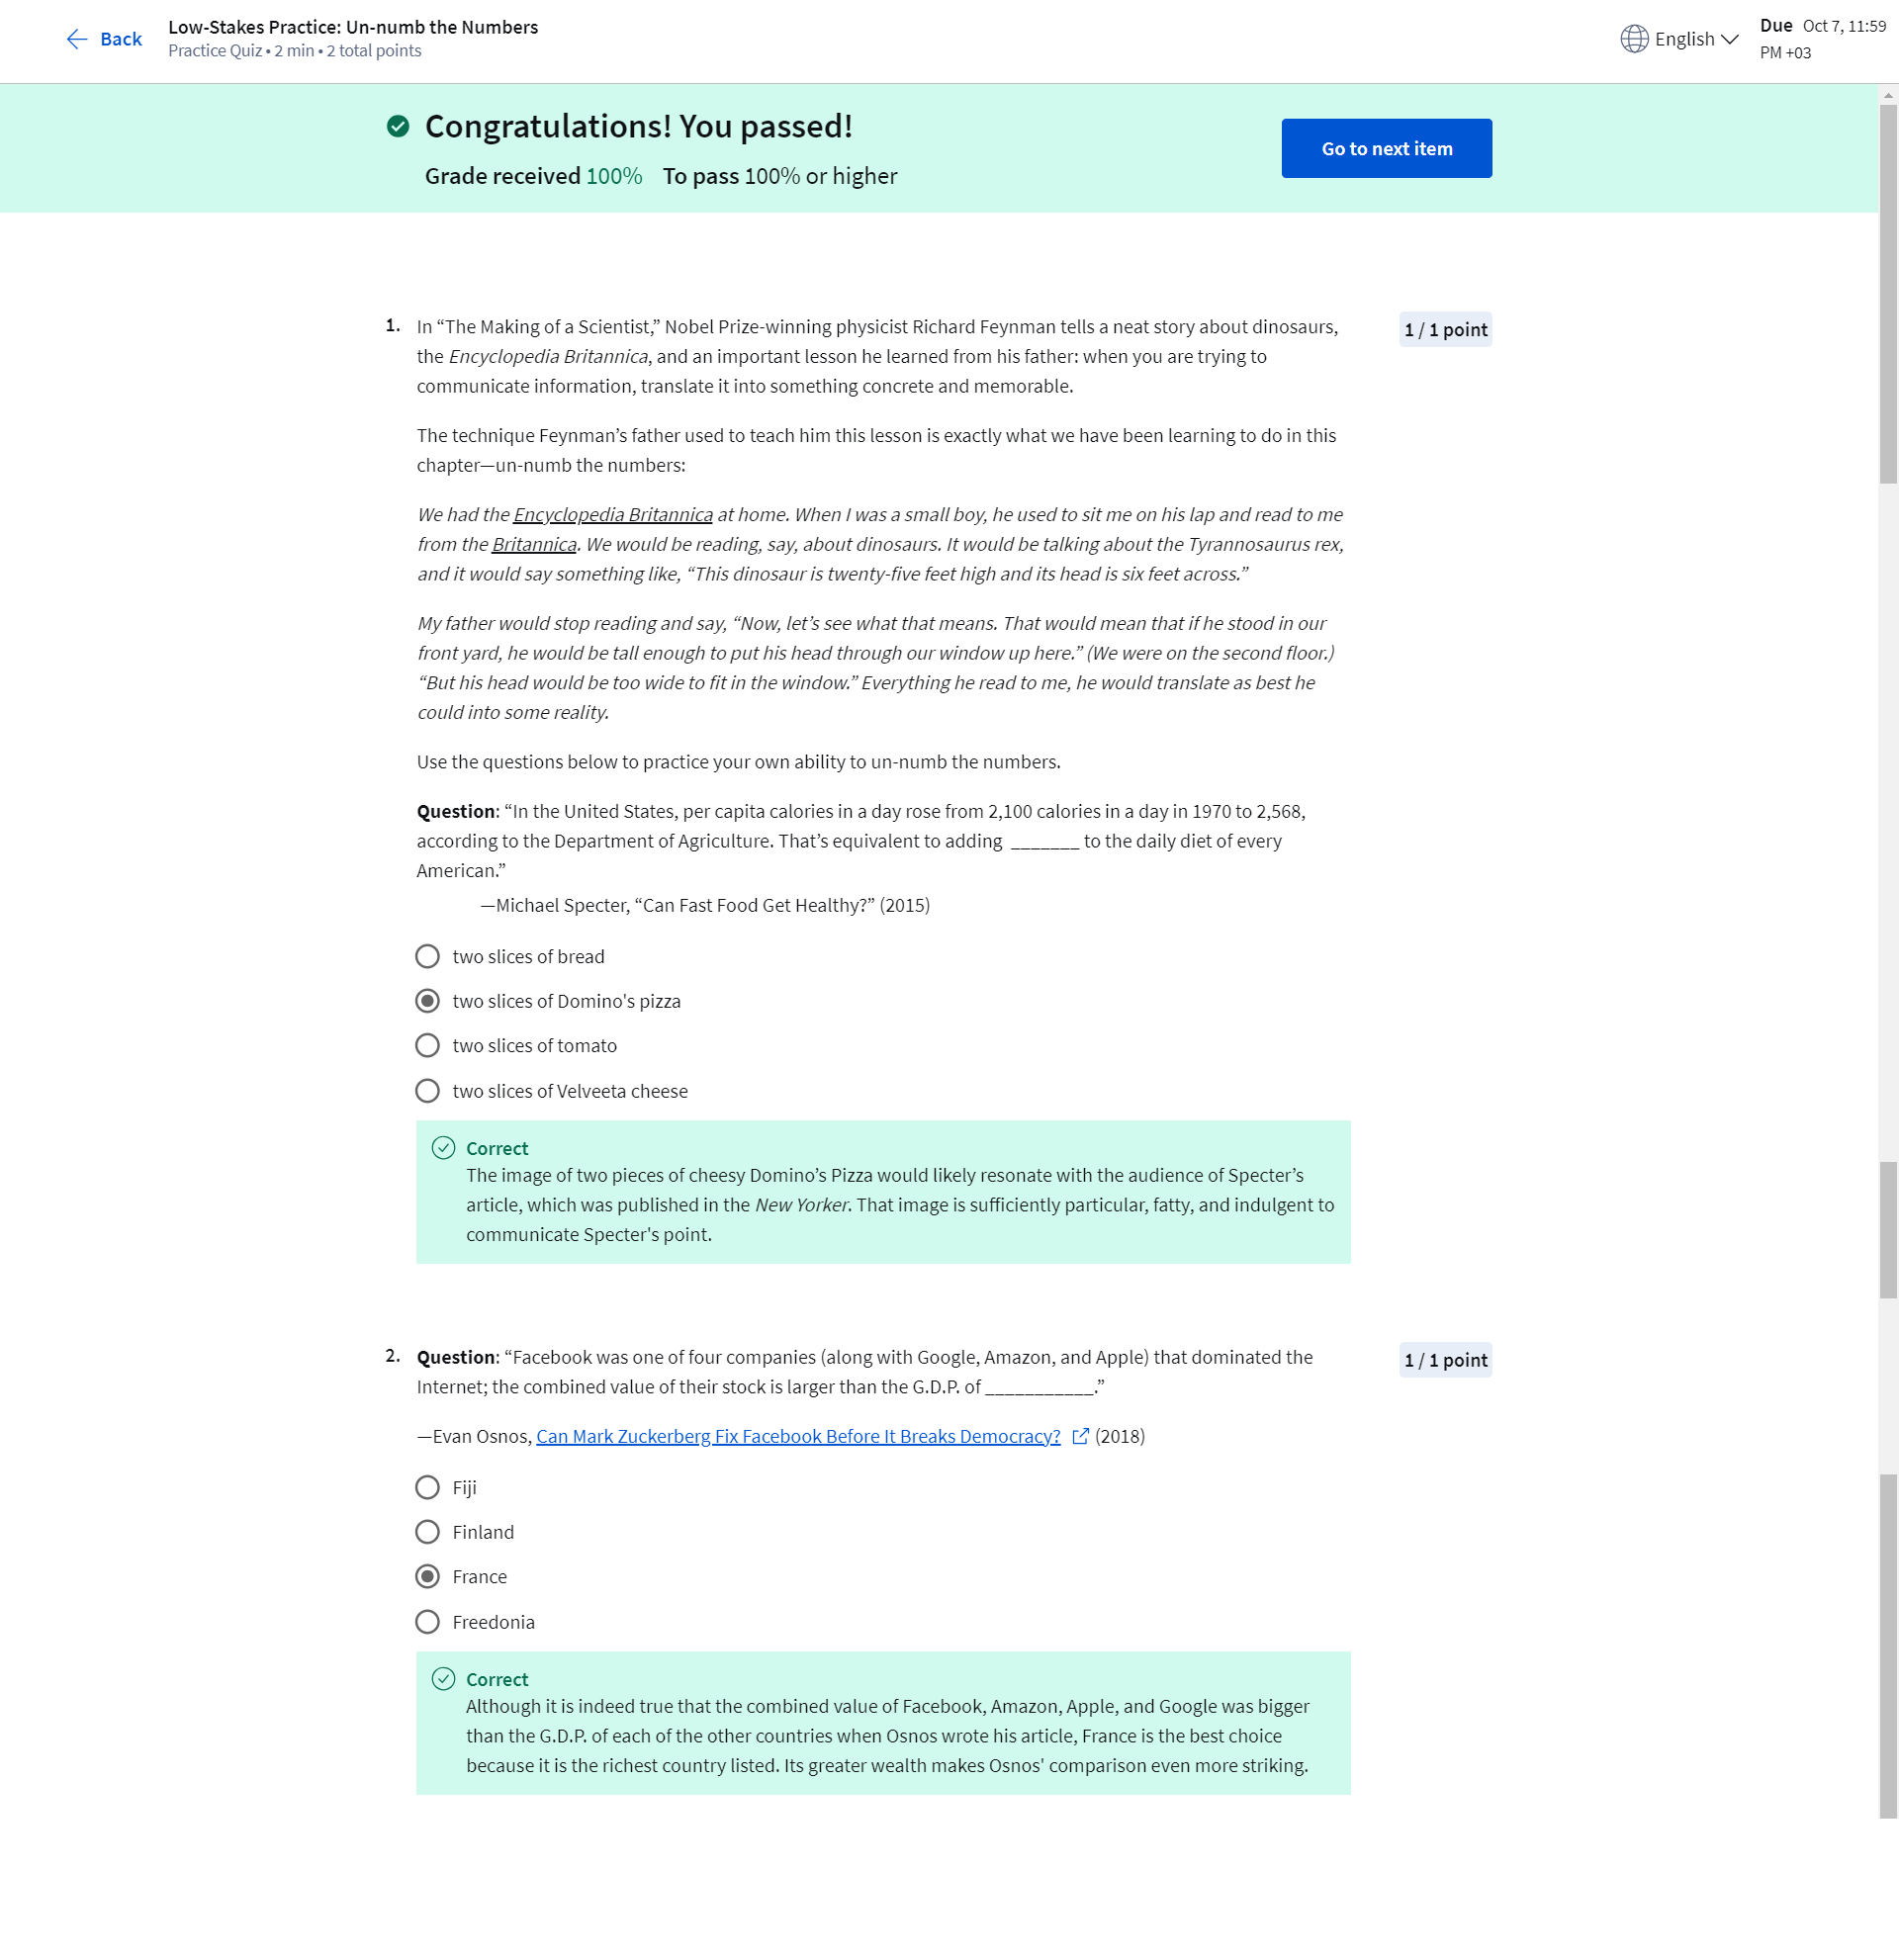 Back
Low-Stakes Practice: Un-numb the Numbers
Practice Quiz • 2 min • 2 total points
English
Due Oct 7, 11:59
PM +03
Congratulations! You passed!
Grade received 100% To pass 100% or higher
Go to next item
1. In “The Making of a Scientist,” Nobel Prize-winning physicist Richard Feynman tells a neat story about dinosaurs,
the Encyclopedia Britannica, and an important lesson he learned from his father: when you are trying to
communicate information, translate it into something concrete and memorable.
1 / 1 point
The technique Feynman’s father used to teach him this lesson is exactly what we have been learning to do in this
chapter—un-numb the numbers:
We had the Encyclopedia Britannica at home. When I was a small boy, he used to sit me on his lap and read to me
from the Britannica. We would be reading, say, about dinosaurs. It would be talking about the Tyrannosaurus rex,
and it would say something like, “This dinosaur is twenty-five feet high and its head is six feet across.”
My father would stop reading and say, “Now, let’s see what that means. That would mean that if he stood in our
front yard, he would be tall enough to put his head through our window up here.” (We were on the second floor.)
“But his head would be too wide to fit in the window.” Everything he read to me, he would translate as best he
could into some reality.
Use the questions below to practice your own ability to un-numb the numbers.
Question: “In the United States, per capita calories in a day rose from 2,100 calories in a day in 1970 to 2,568,
according to the Department of Agriculture. That’s equivalent to adding _______ to the daily diet of every
American.”
—Michael Specter, “Can Fast Food Get Healthy?” (2015)
two slices of bread
two slices of Domino's pizza
two slices of tomato
two slices of Velveeta cheese
Correct
The image of two pieces of cheesy Domino’s Pizza would likely resonate with the audience of Specter’s
article, which was published in the New Yorker. That image is sufficiently particular, fatty, and indulgent to
communicate Specter's point.
2. Question: “Facebook was one of four companies (along with Google, Amazon, and Apple) that dominated the
Internet; the combined value of their stock is larger than the G.D.P. of ___________.”
1 / 1 point
—Evan Osnos, Can Mark Zuckerberg Fix Facebook Before It Breaks Democracy? (2018)
Fiji
Finland
France
Freedonia
Correct
Although it is indeed true that the combined value of Facebook, Amazon, Apple, and Google was bigger
than the G.D.P. of each of the other countries when Osnos wrote his article, France is the best choice
because it is the richest country listed. Its greater wealth makes Osnos' comparison even more striking.